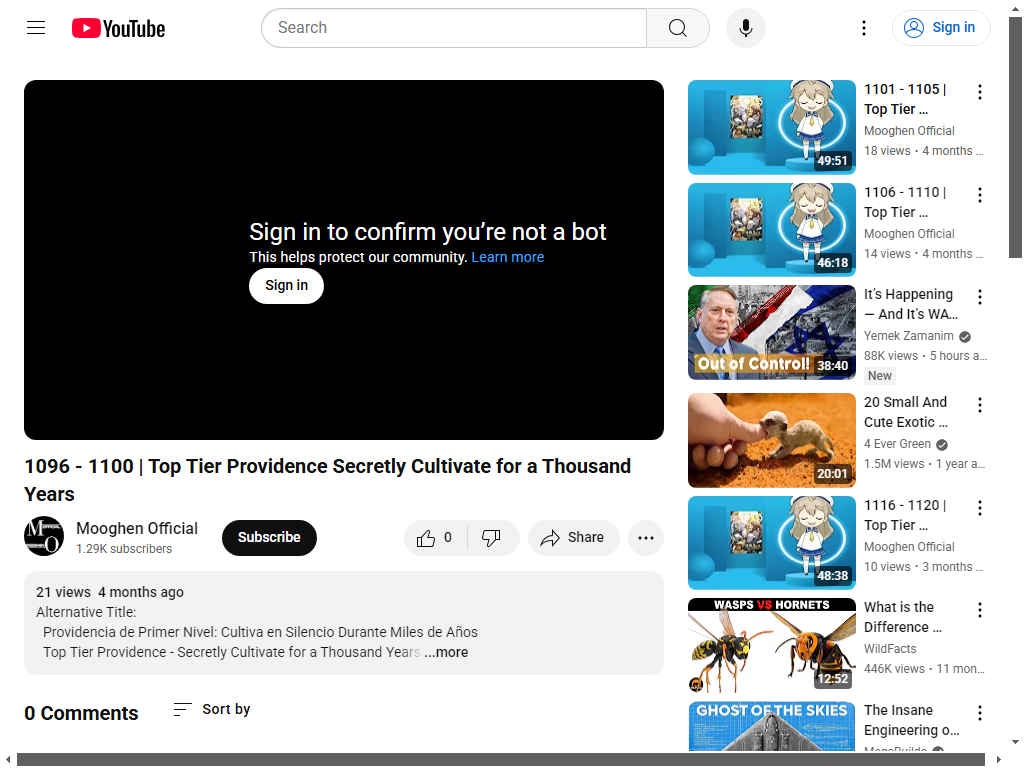 YouTube
Search
Sign in
Sign in to confirm you're not a bot
This helps protect our community. Learn more
Sign in
1096 - 1100 | Top Tier Providence Secretly Cultivate for a Thousand
Years
Mooghen Official
1.29K subscribers
Subscribe
0
Share
21 views 4 months ago
Alternative Title:
Providencia de Primer Nivel: Cultiva en Silencio Durante Miles de Años
Top Tier Providence - Secretly Cultivate for a Thousand Years ...more
0 Comments
Sort by
49:51
1101 - 1105 |
Top Tier ...
Mooghen Official
18 views • 4 months ...
46:18
1106 - 1110 |
Top Tier ...
Mooghen Official
14 views • 4 months ...
Out of Control!
38:40
It's Happening
— And It's WA...
Yemek Zamanim
88K views • 5 hours a...
New
20:01
20 Small And
Cute Exotic ...
4 Ever Green
1.5M views • 1 year a...
48:38
1116 - 1120 |
Top Tier ...
Mooghen Official
10 views • 3 months ...
WASPS VS HORNETS
12:52
What is the
Difference ...
WildFacts
446K views • 11 mon...
GHOST OF THE SKIES
The Insane
Engineering o...
MegaBuilds